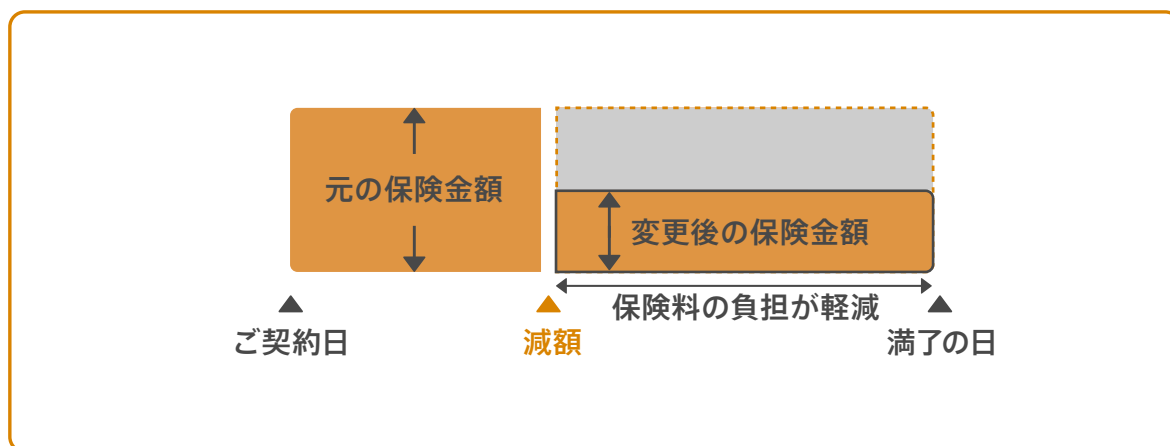 元の保険金額
変更後の保険金額
保険料の負担が軽減
ご契約日
減額
満了の日